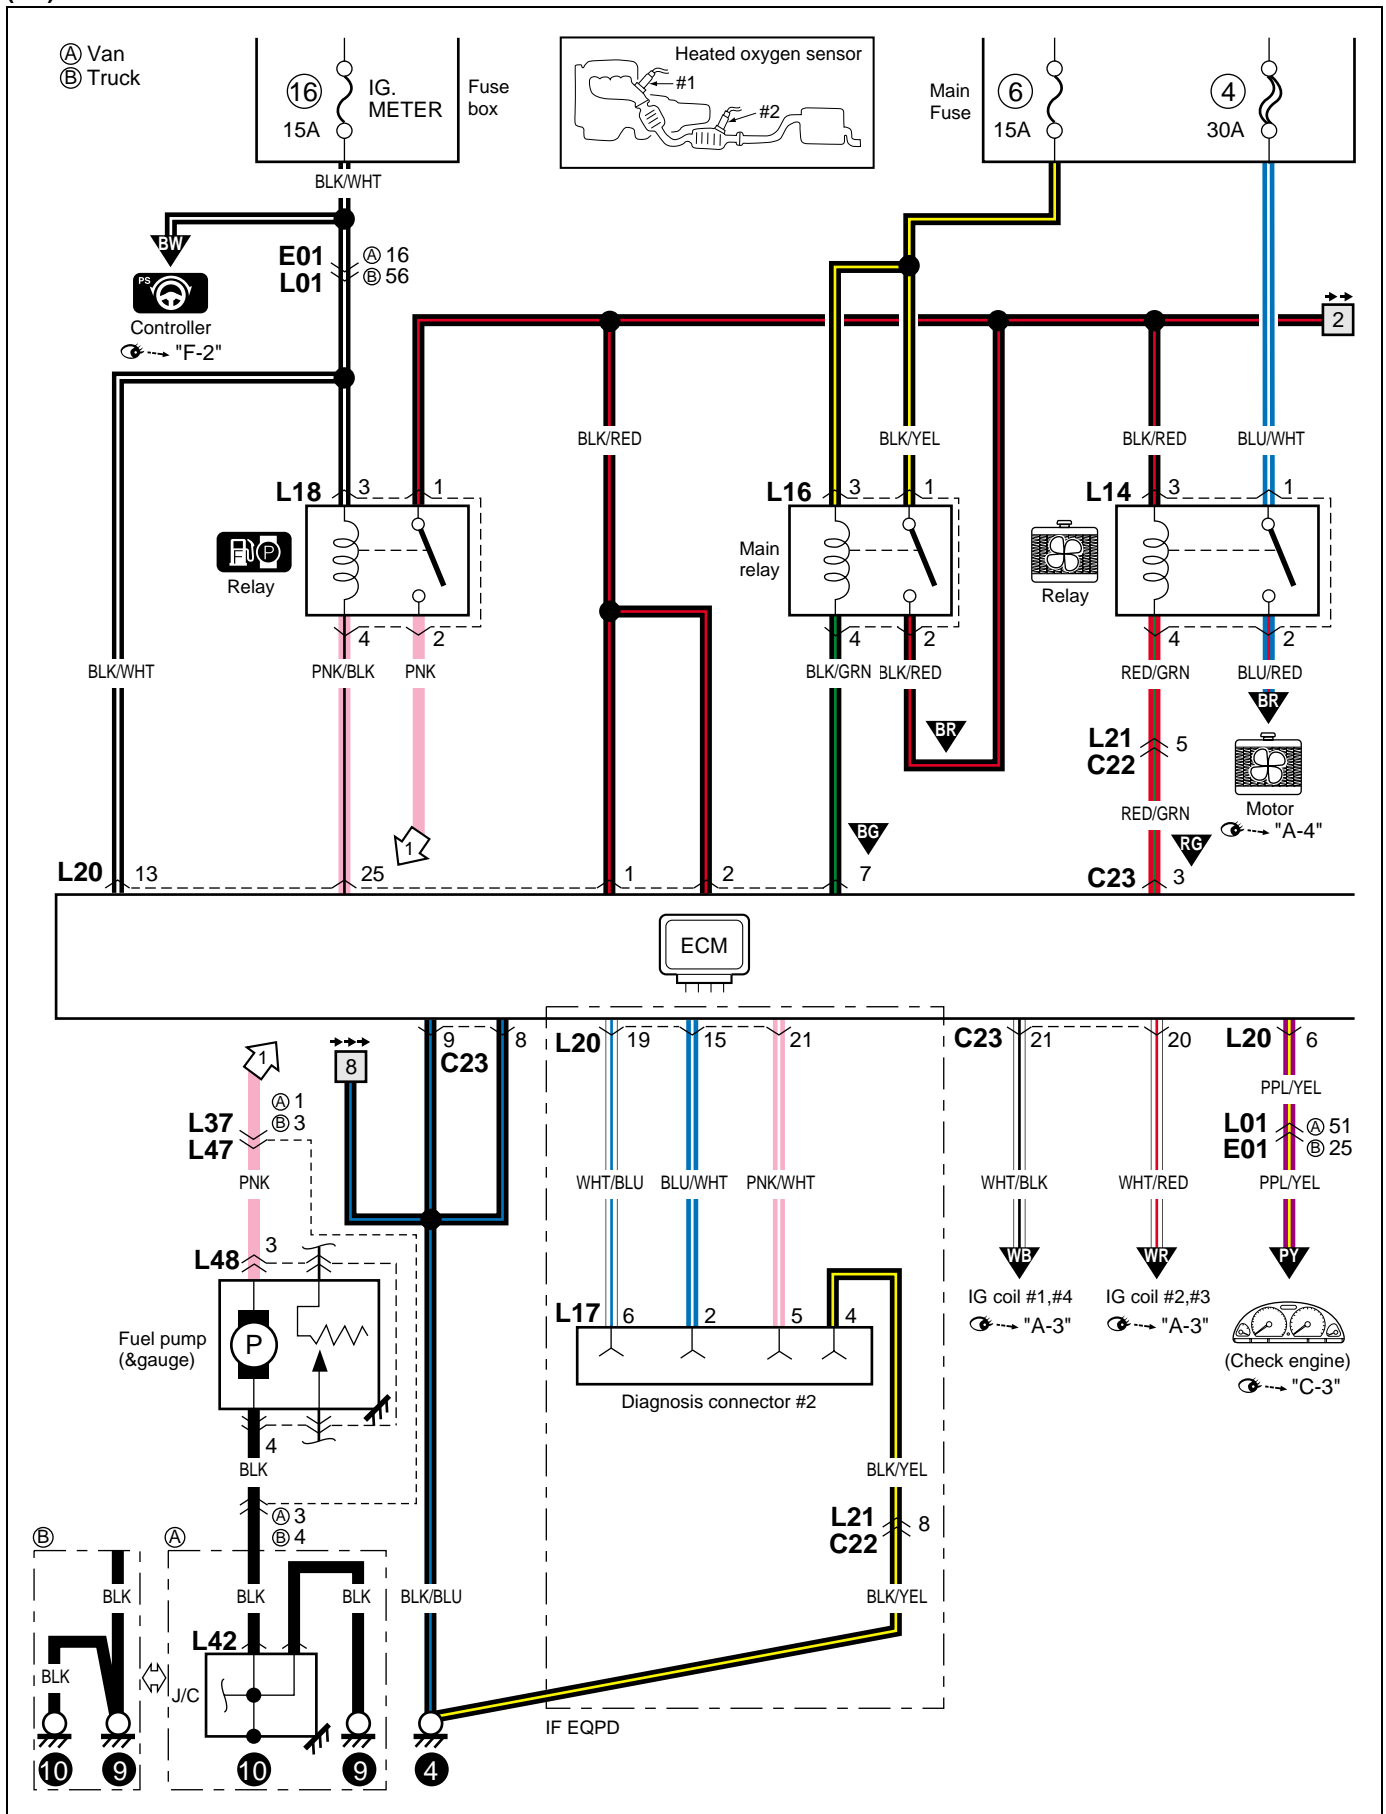 Ⓐ Van
Ⓑ Truck
16
IG.
METER
15A
Fuse
box
Heated oxygen sensor
#1
#2
Main
Fuse
6
15A
4
30A
BLK/WHT
BW
E01
L01
Ⓐ 16
Ⓑ 56
PS
Controller
"F-2"
2
BLK/RED
BLK/YEL
BLK/RED
BLU/WHT
L18
3
1
L16
3
1
L14
3
1
P
Relay
Main
relay
Relay
4
2
4
2
4
2
BLK/WHT
PNK/BLK
PNK
BLK/GRN
BLK/RED
RED/GRN
BLU/RED
BR
BR
L21
C22
5
Motor
"A-4"
RED/GRN
1
BG
RG
L20
13
25
1
2
7
C23
3
ECM
1
8
9
8
C23
L20
19
15
21
C23
21
20
L20
6
PPL/YEL
Ⓐ 1
Ⓑ 3
L37
L47
L01
E01
Ⓐ 51
Ⓑ 25
PNK
WHT/BLU
BLU/WHT
PNK/WHT
WHT/BLK
WHT/RED
PPL/YEL
L48
3
WB
WR
PY
IG coil #1,#4
"A-3"
IG coil #2,#3
"A-3"
L17
6
2
5
4
Fuel pump
(&gauge)
P
(Check engine)
"C-3"
Diagnosis connector #2
4
BLK
BLK/YEL
Ⓐ 3
Ⓑ 4
L21
C22
8
Ⓑ
Ⓐ
BLK
BLK
BLK
BLK/BLU
BLK/YEL
L42
BLK
J/C
IF EQPD
10
9
10
9
4